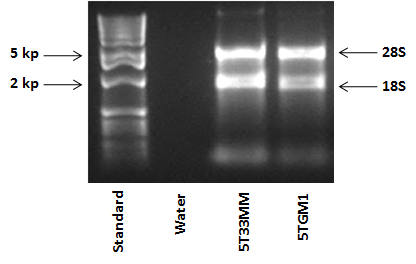 5 kp
28S
2 kp
18S
Standard
Water
5T33MM
5TGM1